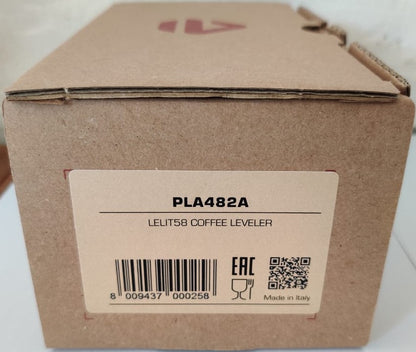 PLA482A
LELIT58 COFFEE LEVELER
EAC
8 009437 000258
Made in Italy